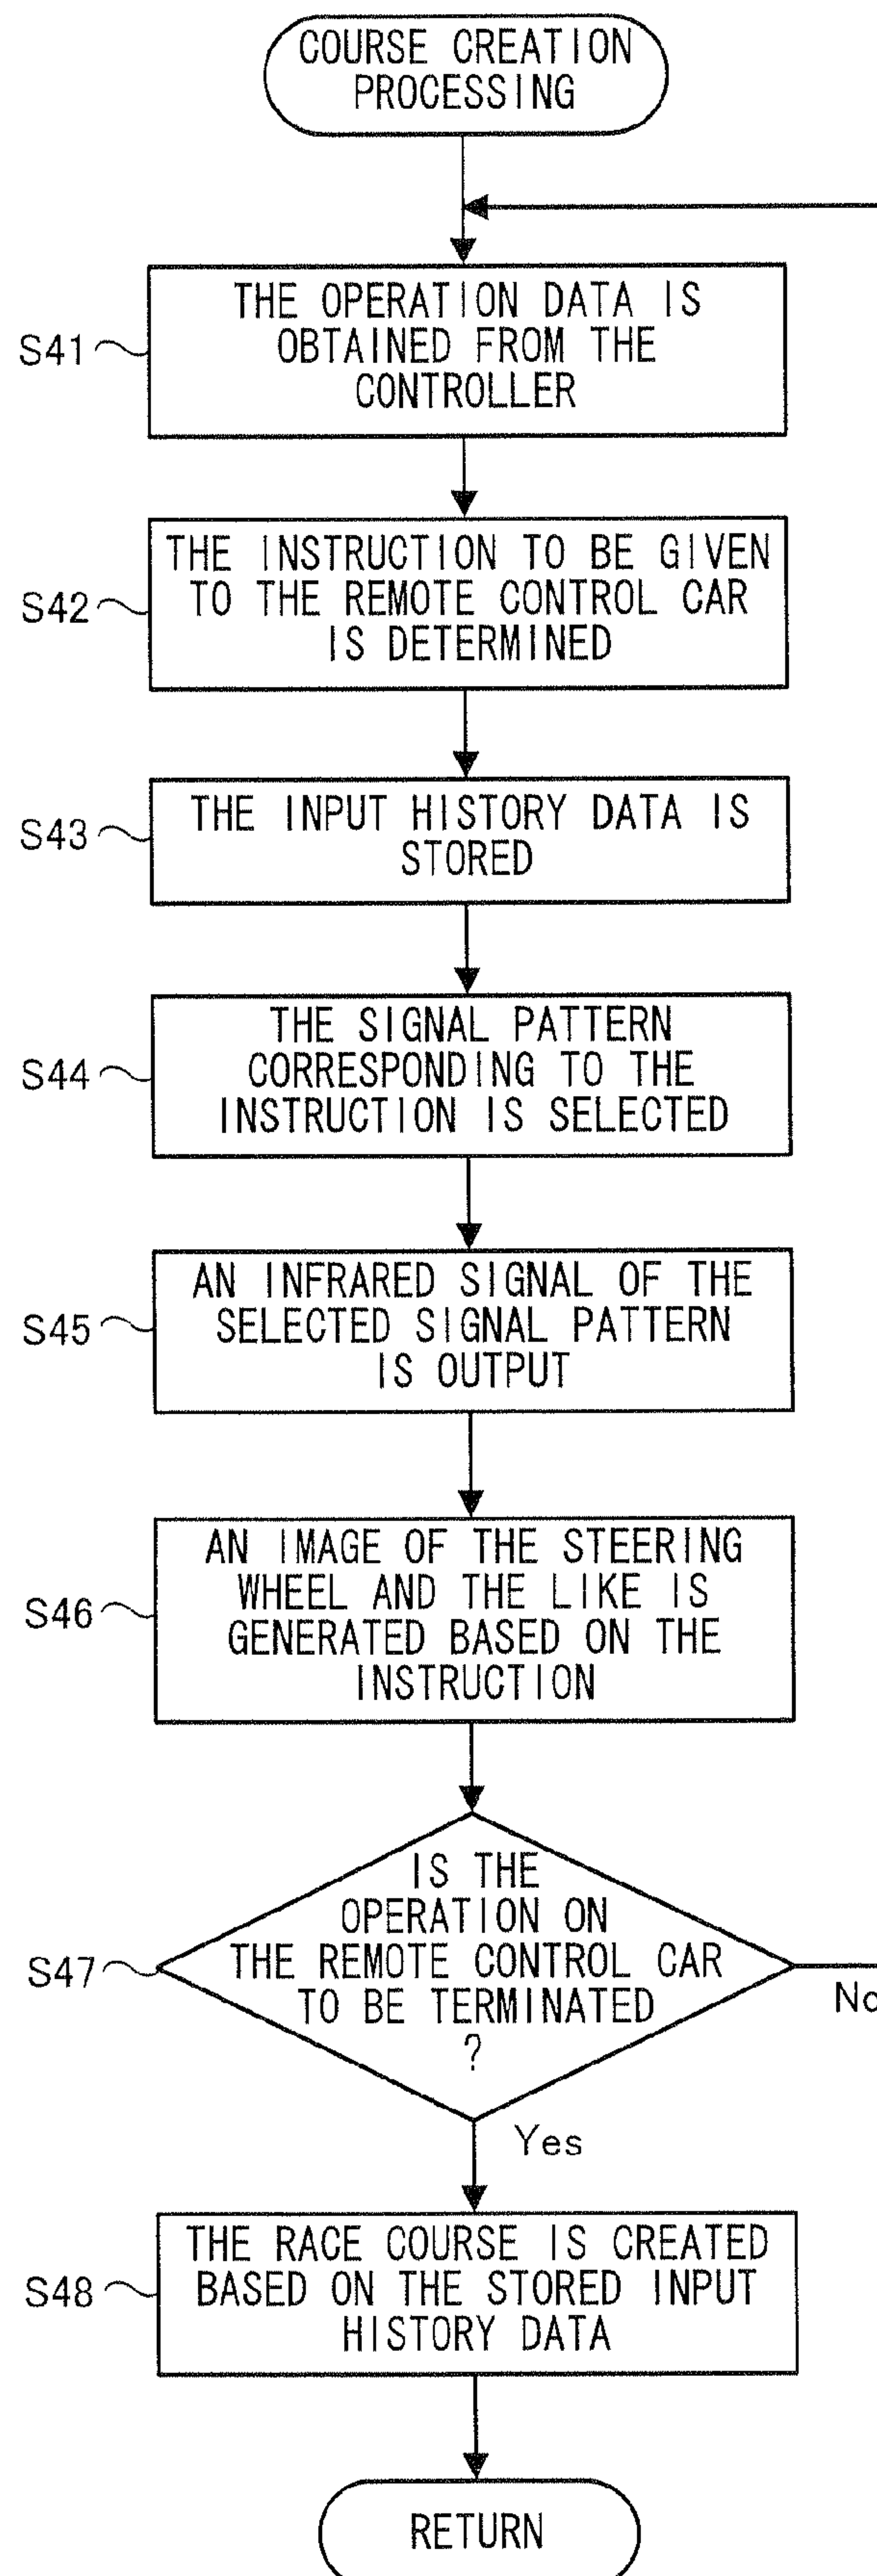 COURSE CREATION
PROCESSING
S41
THE OPERATION DATA IS
OBTAINED FROM THE
CONTROLLER
S42
THE INSTRUCTION TO BE GIVEN
TO THE REMOTE CONTROL CAR
IS DETERMINED
S43
THE INPUT HISTORY DATA IS
STORED
S44
THE SIGNAL PATTERN
CORRESPONDING TO THE
INSTRUCTION IS SELECTED
S45
AN INFRARED SIGNAL OF THE
SELECTED SIGNAL PATTERN
IS OUTPUT
S46
AN IMAGE OF THE STEERING
WHEEL AND THE LIKE IS
GENERATED BASED ON THE
INSTRUCTION
S47
IS THE
OPERATION ON
THE REMOTE CONTROL CAR
TO BE TERMINATED
?
No
Yes
S48
THE RACE COURSE IS CREATED
BASED ON THE STORED INPUT
HISTORY DATA
RETURN